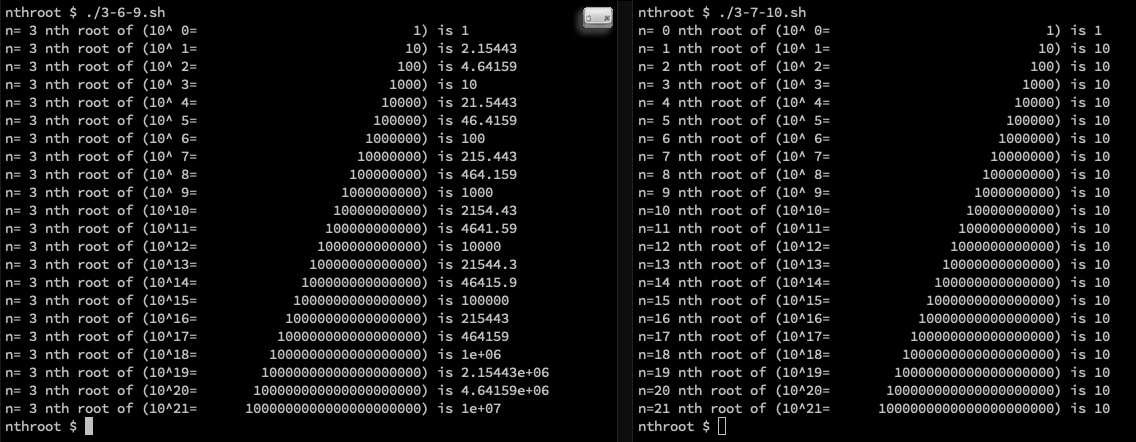 nthroot $ ./3-6-9.sh
n= 3 nth root of (10^ 0=                           1) is 1
n= 3 nth root of (10^ 1=                          10) is 2.15443
n= 3 nth root of (10^ 2=                         100) is 4.64159
n= 3 nth root of (10^ 3=                        1000) is 10
n= 3 nth root of (10^ 4=                       10000) is 21.5443
n= 3 nth root of (10^ 5=                      100000) is 46.4159
n= 3 nth root of (10^ 6=                     1000000) is 100
n= 3 nth root of (10^ 7=                    10000000) is 215.443
n= 3 nth root of (10^ 8=                   100000000) is 464.159
n= 3 nth root of (10^ 9=                  1000000000) is 1000
n= 3 nth root of (10^10=                 10000000000) is 2154.43
n= 3 nth root of (10^11=                100000000000) is 4641.59
n= 3 nth root of (10^12=               1000000000000) is 10000
n= 3 nth root of (10^13=              10000000000000) is 21544.3
n= 3 nth root of (10^14=             100000000000000) is 46415.9
n= 3 nth root of (10^15=            1000000000000000) is 100000
n= 3 nth root of (10^16=           10000000000000000) is 215443
n= 3 nth root of (10^17=          100000000000000000) is 464159
n= 3 nth root of (10^18=         1000000000000000000) is 1e+06
n= 3 nth root of (10^19=        10000000000000000000) is 2.15443e+06
n= 3 nth root of (10^20=       100000000000000000000) is 4.64159e+06
n= 3 nth root of (10^21=      1000000000000000000000) is 1e+07
nthroot $
nthroot $ ./3-7-10.sh
n= 0 nth root of (10^ 0=                           1) is 1
n= 1 nth root of (10^ 1=                          10) is 10
n= 2 nth root of (10^ 2=                         100) is 10
n= 3 nth root of (10^ 3=                        1000) is 10
n= 4 nth root of (10^ 4=                       10000) is 10
n= 5 nth root of (10^ 5=                      100000) is 10
n= 6 nth root of (10^ 6=                     1000000) is 10
n= 7 nth root of (10^ 7=                    10000000) is 10
n= 8 nth root of (10^ 8=                   100000000) is 10
n= 9 nth root of (10^ 9=                  1000000000) is 10
n=10 nth root of (10^10=                 10000000000) is 10
n=11 nth root of (10^11=                100000000000) is 10
n=12 nth root of (10^12=               1000000000000) is 10
n=13 nth root of (10^13=              10000000000000) is 10
n=14 nth root of (10^14=             100000000000000) is 10
n=15 nth root of (10^15=            1000000000000000) is 10
n=16 nth root of (10^16=           10000000000000000) is 10
n=17 nth root of (10^17=          100000000000000000) is 10
n=18 nth root of (10^18=         1000000000000000000) is 10
n=19 nth root of (10^19=        10000000000000000000) is 10
n=20 nth root of (10^20=       100000000000000000000) is 10
n=21 nth root of (10^21=      1000000000000000000000) is 10
nthroot $